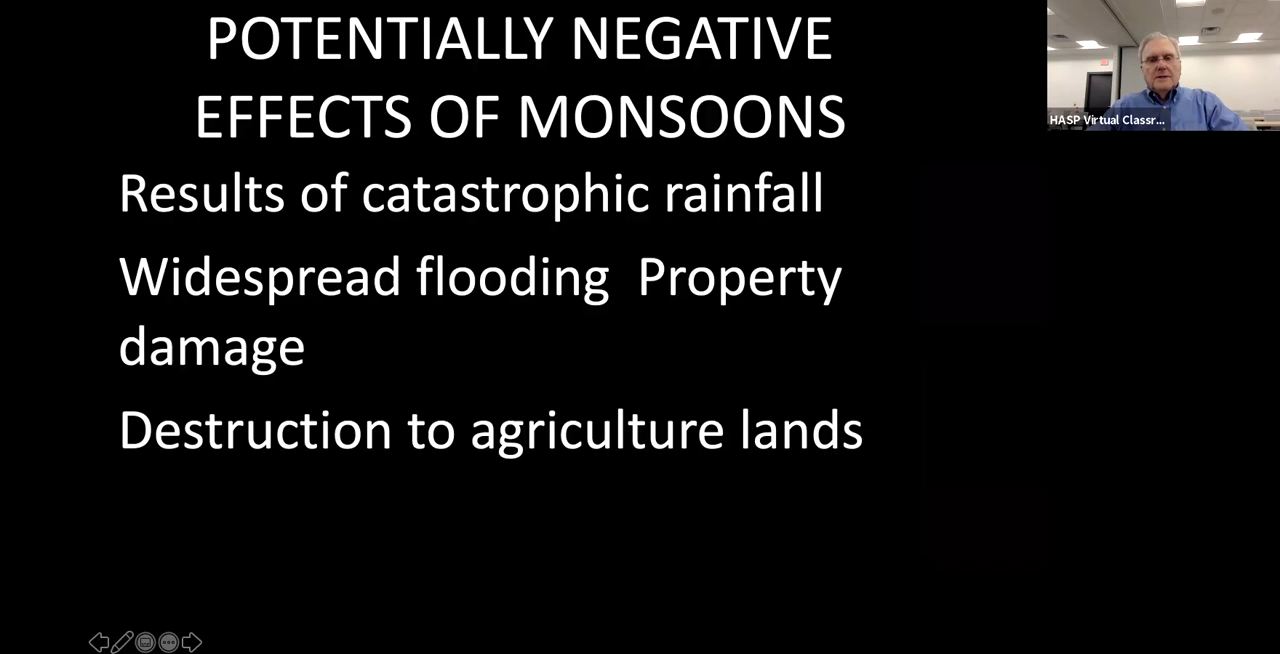 POTENTIALLY NEGATIVE
EFFECTS OF MONSOONS
Results of catastrophic rainfall
Widespread flooding  Property
damage
Destruction to agriculture lands
HASP Virtual Classr...